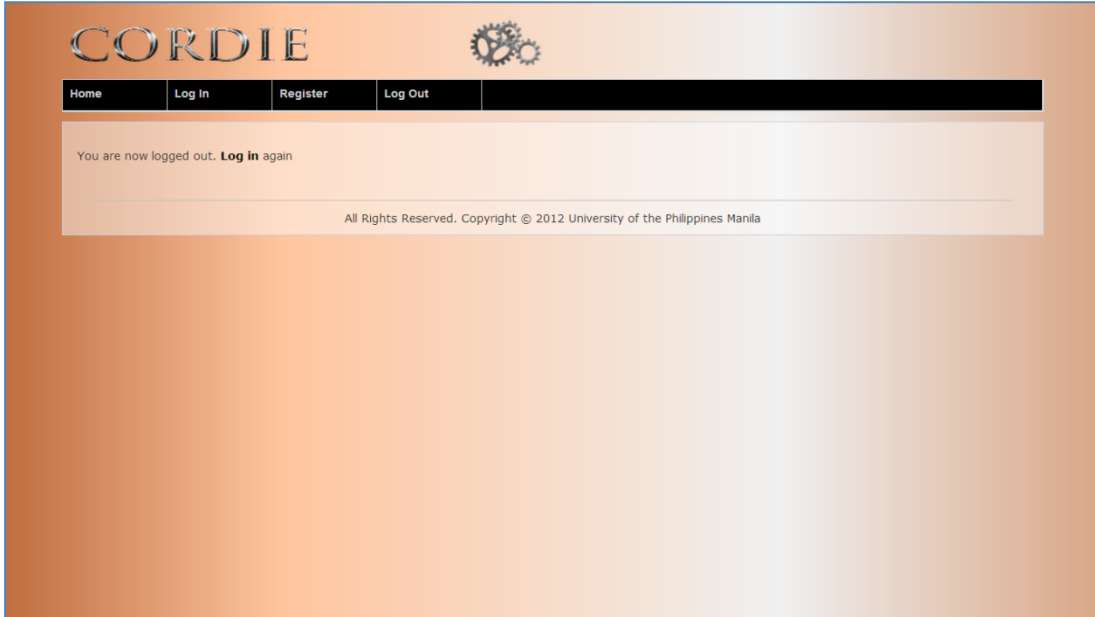 CORDIE
Home Log In Register Log Out
You are now logged out. Log in again
All Rights Reserved. Copyright © 2012 University of the Philippines Manila